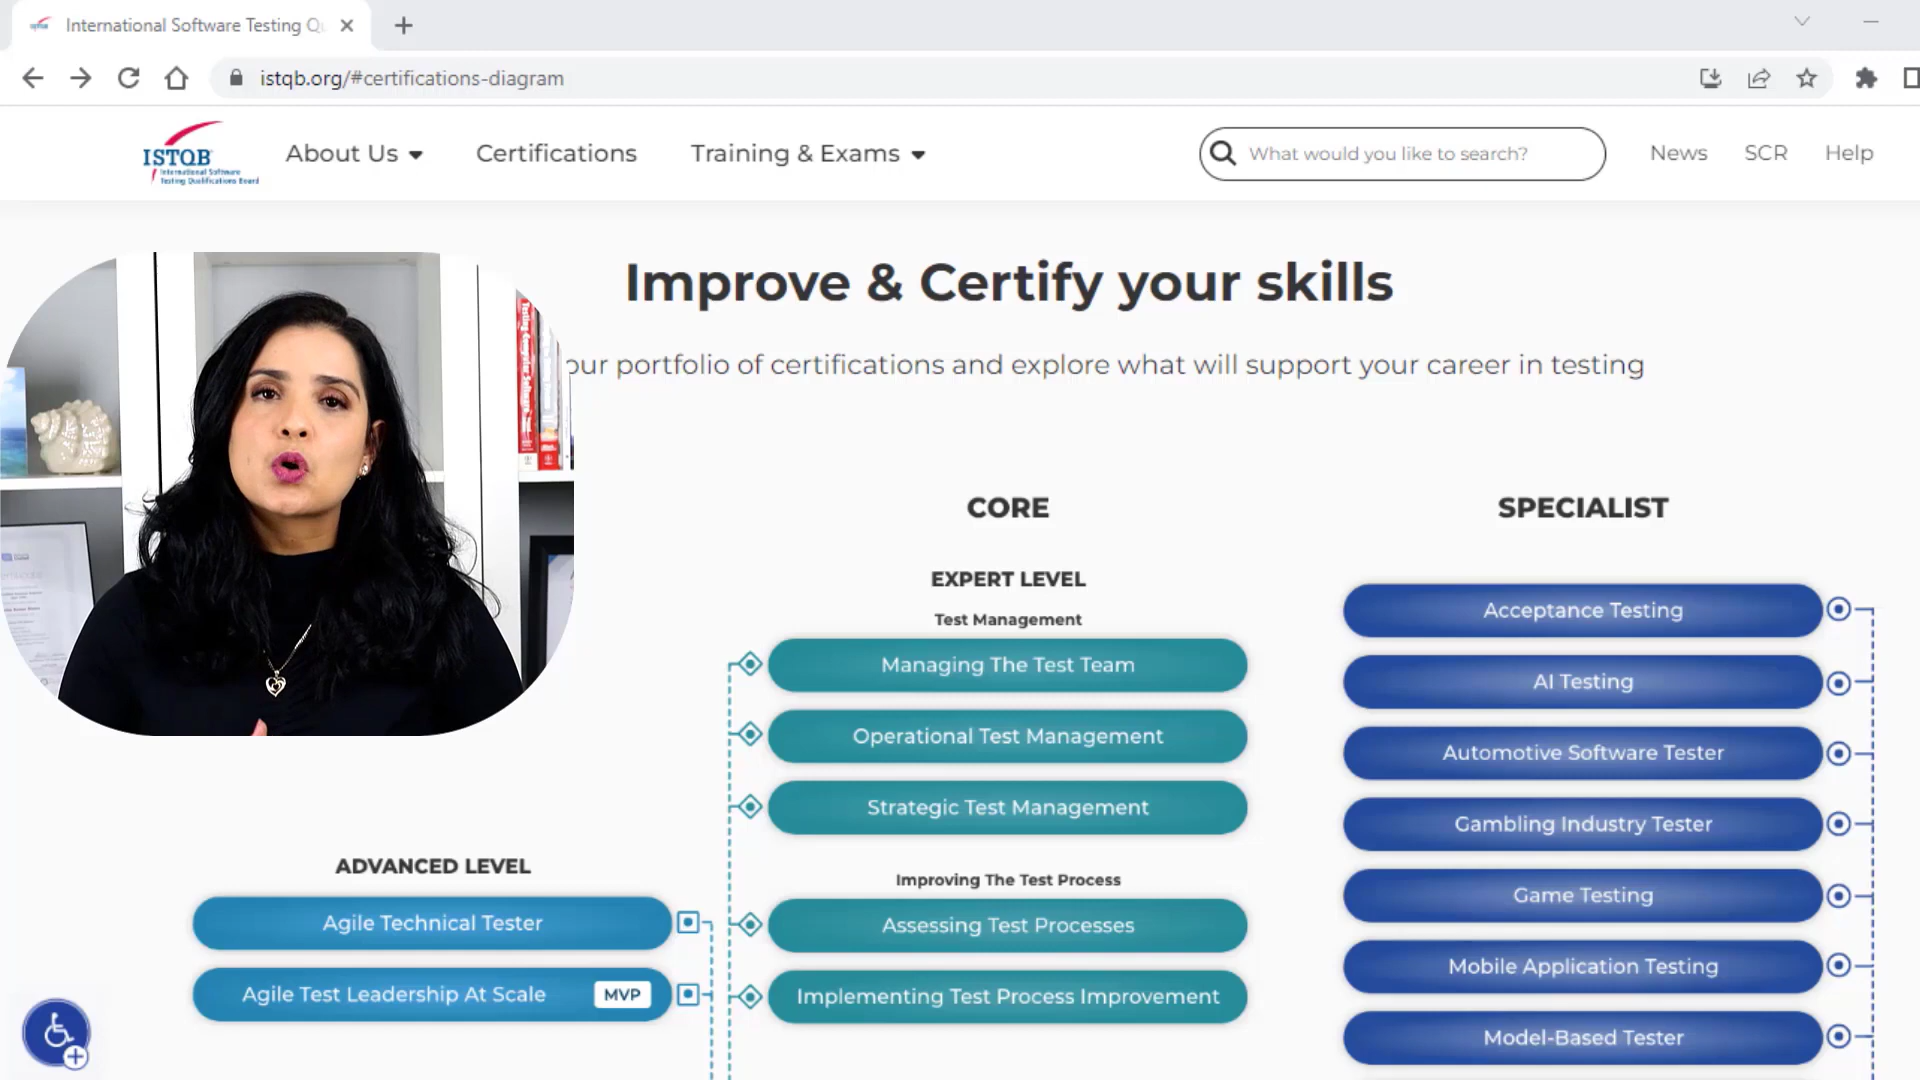 International Software Testing Q
istqb.org/#certifications-diagram
ISTQB
International Software
Testing Qualifications Board
About Us
Certifications
Training & Exams
What would you like to search?
News
SCR
Help
Improve & Certify your skills
our portfolio of certifications and explore what will support your career in testing
CORE
SPECIALIST
EXPERT LEVEL
Test Management
Managing The Test Team
Operational Test Management
Strategic Test Management
Improving The Test Process
Assessing Test Processes
Implementing Test Process Improvement
Acceptance Testing
AI Testing
Automotive Software Tester
Gambling Industry Tester
Game Testing
Mobile Application Testing
Model-Based Tester
ADVANCED LEVEL
Agile Technical Tester
Agile Test Leadership At Scale
MVP